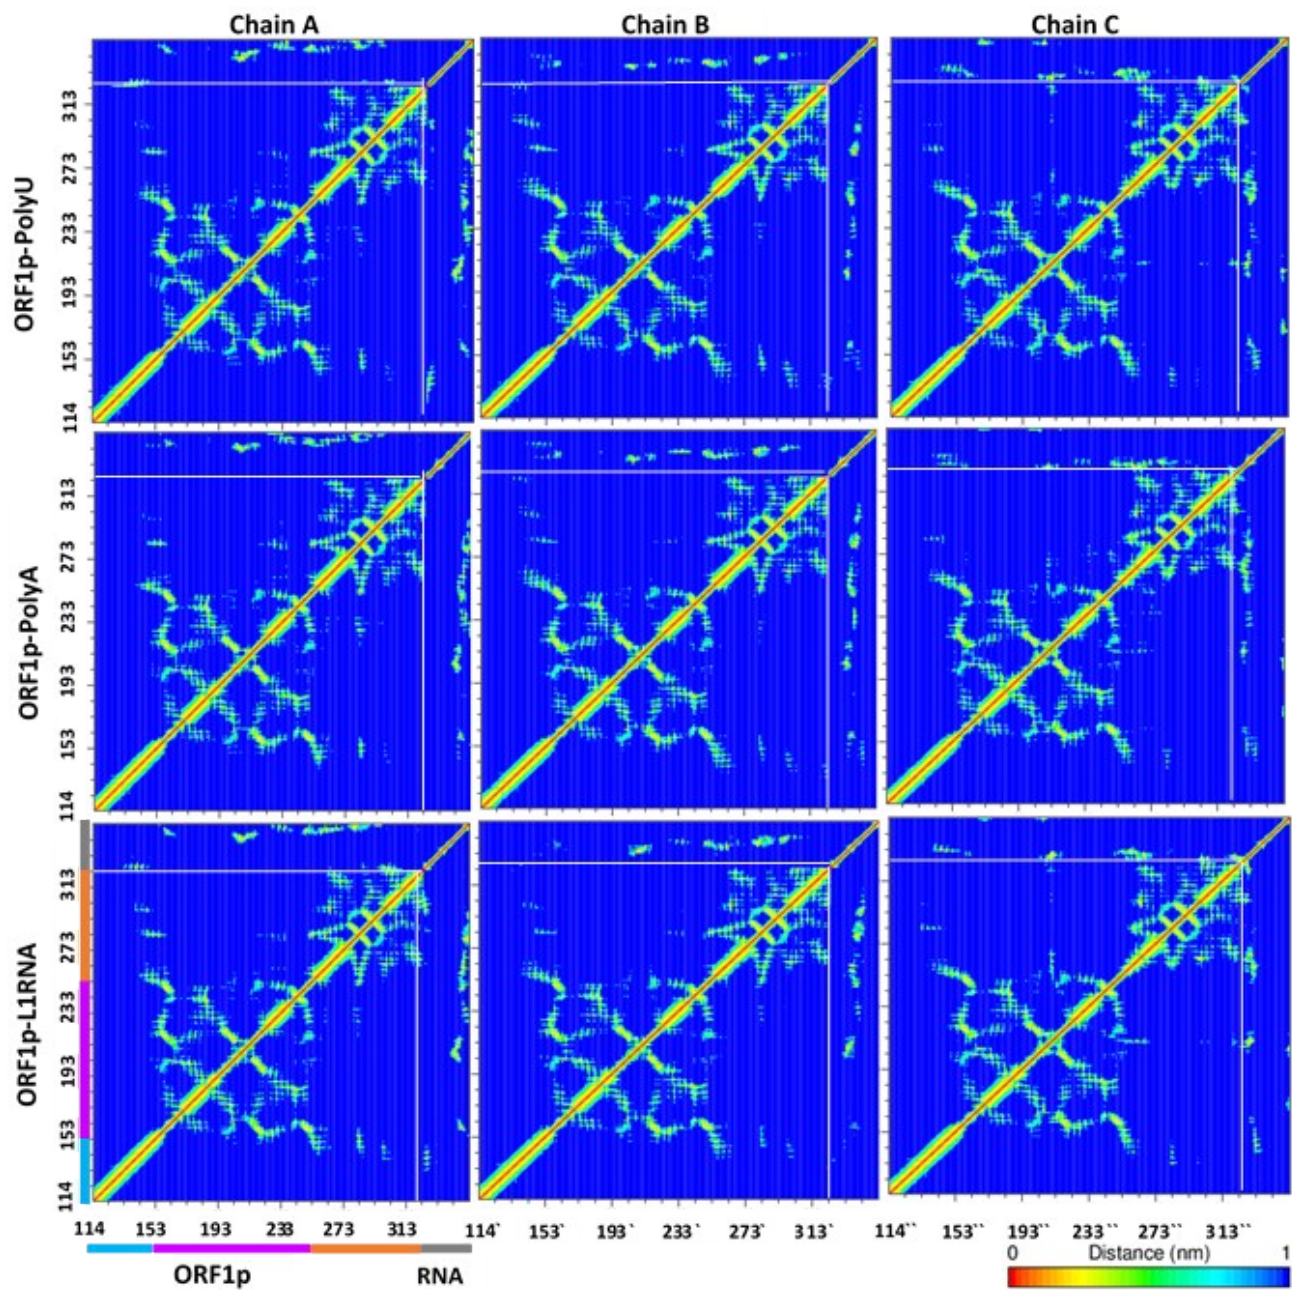 Chain A Chain B Chain C
ORF1p-PolyU
313
273
233
193
153
114
ORF1p-PolyA
313
273
233
193
153
114
ORF1p-L1RNA
313
273
233
193
153
114
114 153 193 233 273 313 114` 153` 193` 233` 273` 313` 114`` 153`` 193`` 233`` 273`` 313``
0 Distance (nm) 1
ORF1p RNA